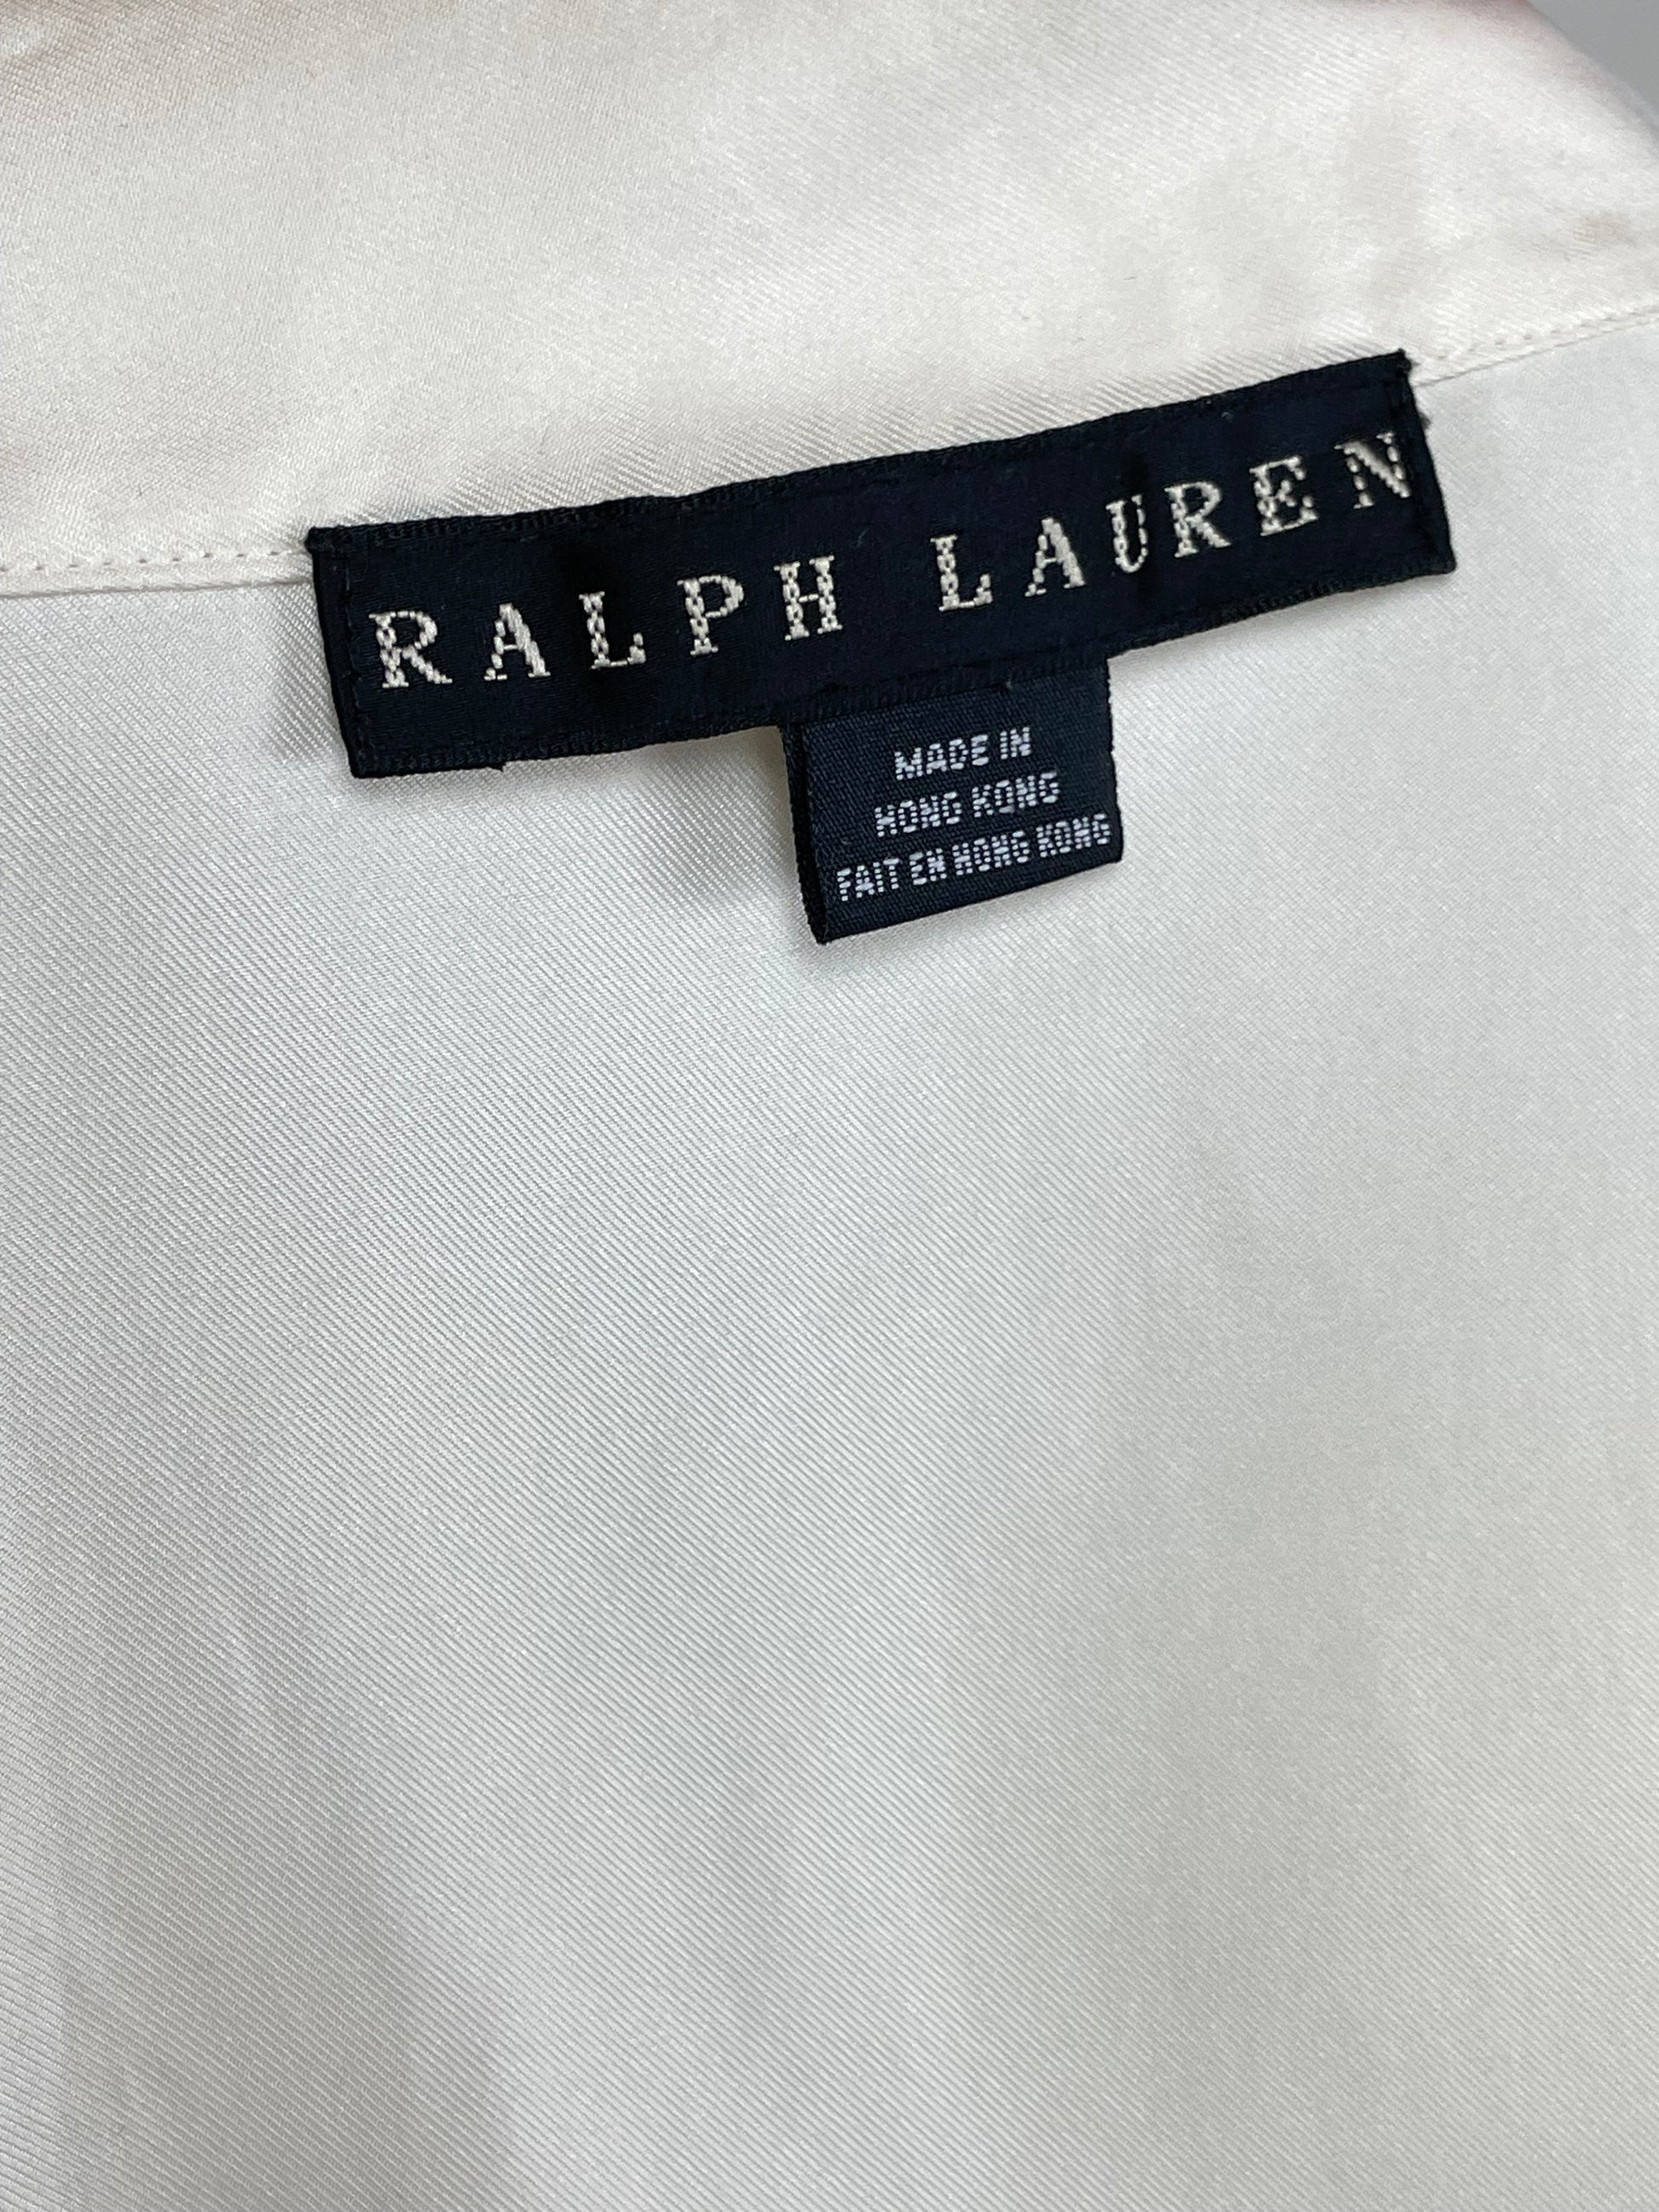 RALPH LAUREN
MADE IN
HONG KONG
FAIT EN HONG KONG